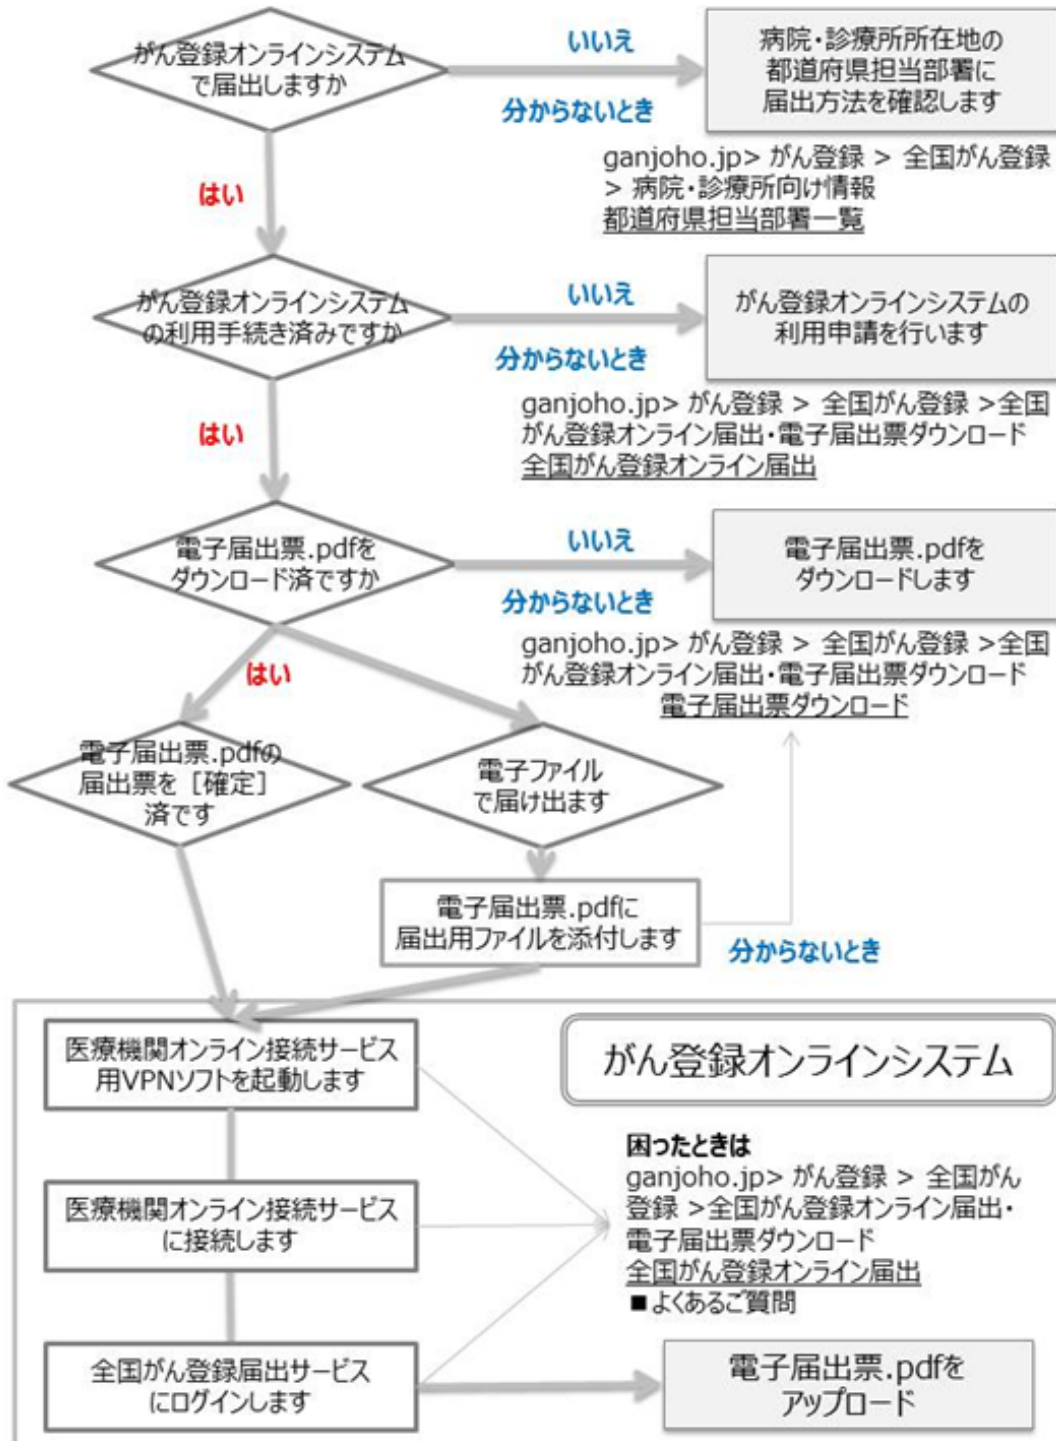 がん登録オンラインシステム
で届出しますか
いいえ
分からないとき
病院・診療所所在地の
都道府県担当部署に
届出方法を確認します
ganjoho.jp> がん登録 > 全国がん登録
> 病院・診療所向け情報
都道府県担当部署一覧
はい
がん登録オンラインシステム
の利用手続き済みですか
いいえ
分からないとき
がん登録オンラインシステムの
利用申請を行います
ganjoho.jp> がん登録 > 全国がん登録 >全国
がん登録オンライン届出・電子届出票ダウンロード
全国がん登録オンライン届出
はい
電子届出票.pdfを
ダウンロード済ですか
いいえ
分からないとき
電子届出票.pdfを
ダウンロードします
ganjoho.jp> がん登録 > 全国がん登録 >全国
がん登録オンライン届出・電子届出票ダウンロード
電子届出票ダウンロード
はい
電子届出票.pdfの
届出票を［確定］
済です
電子ファイル
で届け出ます
電子届出票.pdfに
届出用ファイルを添付します
分からないとき
医療機関オンライン接続サービス
用VPNソフトを起動します
がん登録オンラインシステム
医療機関オンライン接続サービス
に接続します
困ったときは
ganjoho.jp> がん登録 > 全国がん
登録 >全国がん登録オンライン届出・
電子届出票ダウンロード
全国がん登録オンライン届出
■よくあるご質問
全国がん登録届出サービス
にログインします
電子届出票.pdfを
アップロード